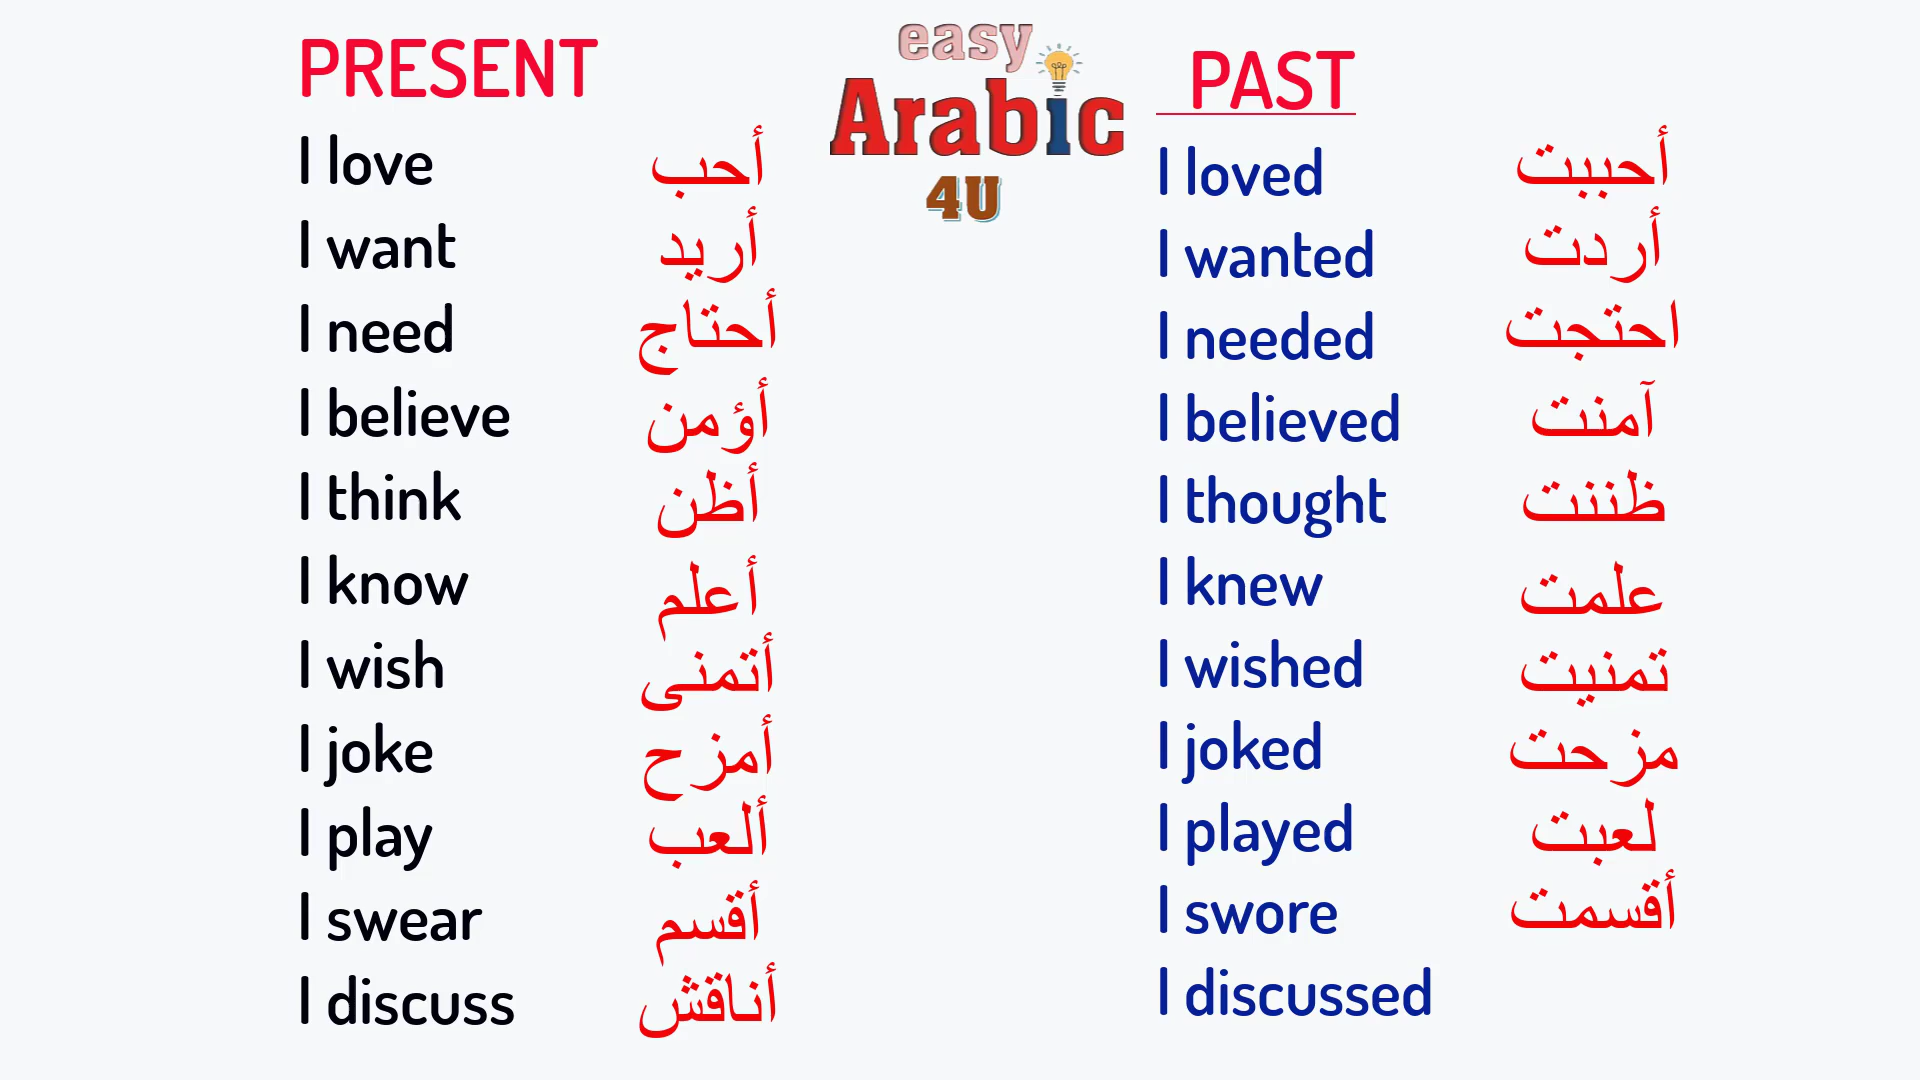 easy
Arabic
4U
PRESENT
I love أحب
I want أريد
I need أحتاج
I believe أؤمن
I think أظن
I know أعلم
I wish أتمنى
I joke أمزح
I play ألعب
I swear أقسم
I discuss أناقش
PAST
I loved أحببت
I wanted أردت
I needed احتجت
I believed آمنت
I thought ظننت
I knew علمت
I wished تمنيت
I joked مزحت
I played لعبت
I swore أقسمت
I discussed